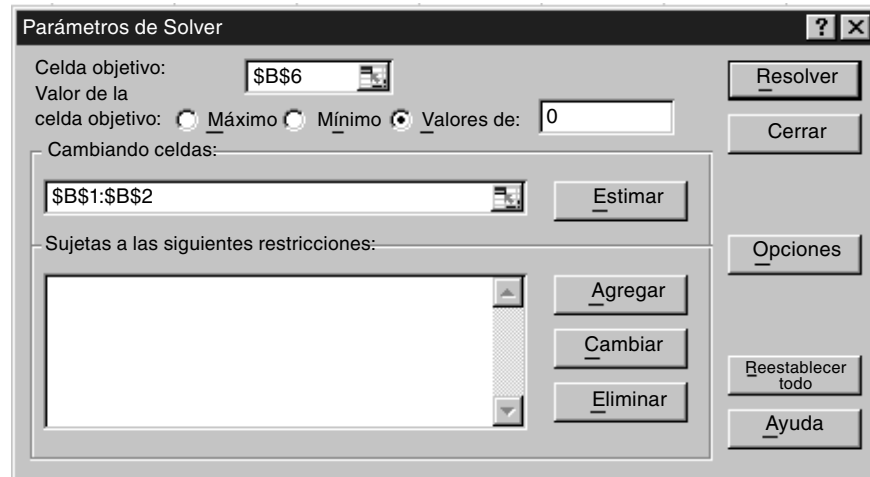 Parámetros de Solver
?
Celda objetivo:
$B$6
Resolver
Valor de la
celda objetivo:
Máximo
Mínimo
Valores de:
0
Cerrar
Cambiando celdas:
$B$1:$B$2
Estimar
Sujetas a las siguientes restricciones:
Opciones
Agregar
Cambiar
Eliminar
Reestablecer
todo
Ayuda